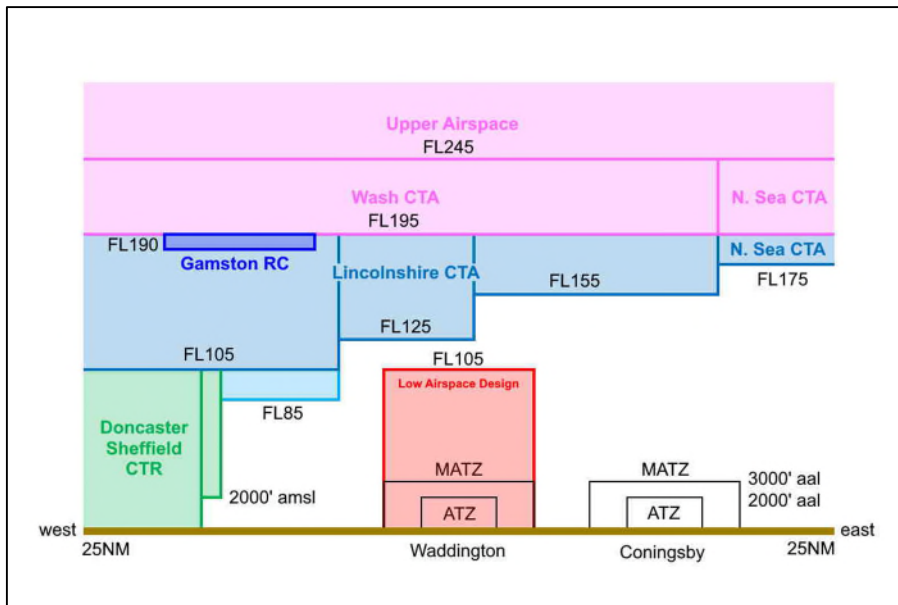 Upper Airspace
FL245
Wash CTA
N. Sea CTA
FL195
FL190
Gamston RC
Lincolnshire CTA
N. Sea CTA
FL155
FL175
FL125
FL105
FL105
Low Airspace Design
FL85
Doncaster
Sheffield
CTR
MATZ
MATZ
3000' aal
2000' amsl
2000' aal
ATZ
ATZ
west
east
25NM
Waddington
Coningsby
25NM